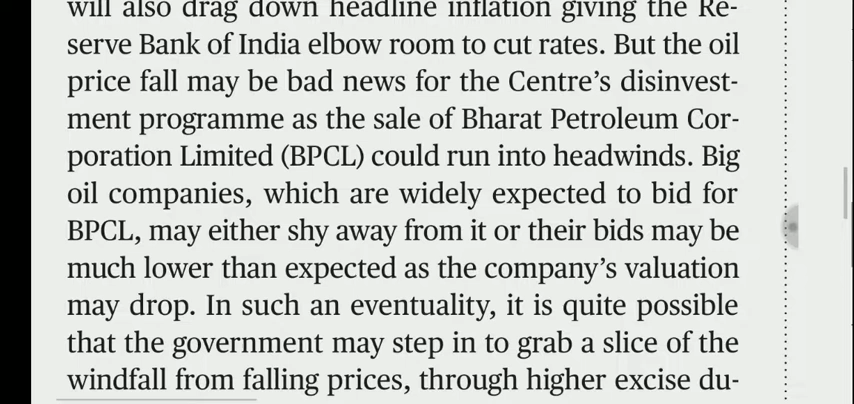 will also drag down headline inflation giving the Re-
serve Bank of India elbow room to cut rates. But the oil
price fall may be bad news for the Centre's disinvest-
ment programme as the sale of Bharat Petroleum Cor-
poration Limited (BPCL) could run into headwinds. Big
oil companies, which are widely expected to bid for
BPCL, may either shy away from it or their bids may be
much lower than expected as the company's valuation
may drop. In such an eventuality, it is quite possible
that the government may step in to grab a slice of the
windfall from falling prices, through higher excise du-